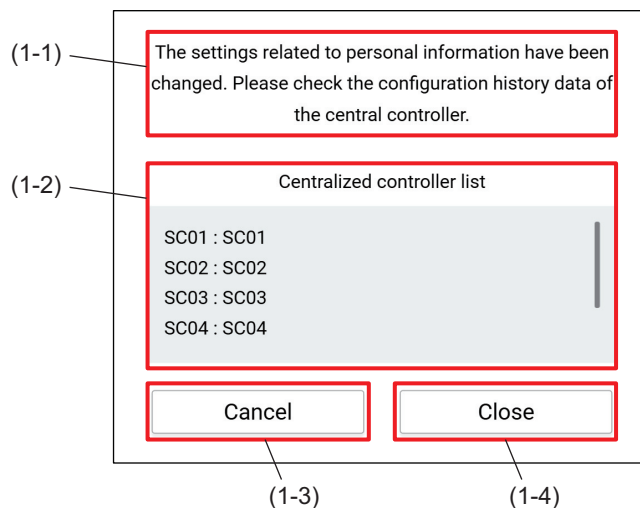 (1-1)
The settings related to personal information have been
changed. Please check the configuration history data of
the central controller.
(1-2)
Centralized controller list
SC01 : SC01
SC02 : SC02
SC03 : SC03
SC04 : SC04
Cancel
Close
(1-3)
(1-4)